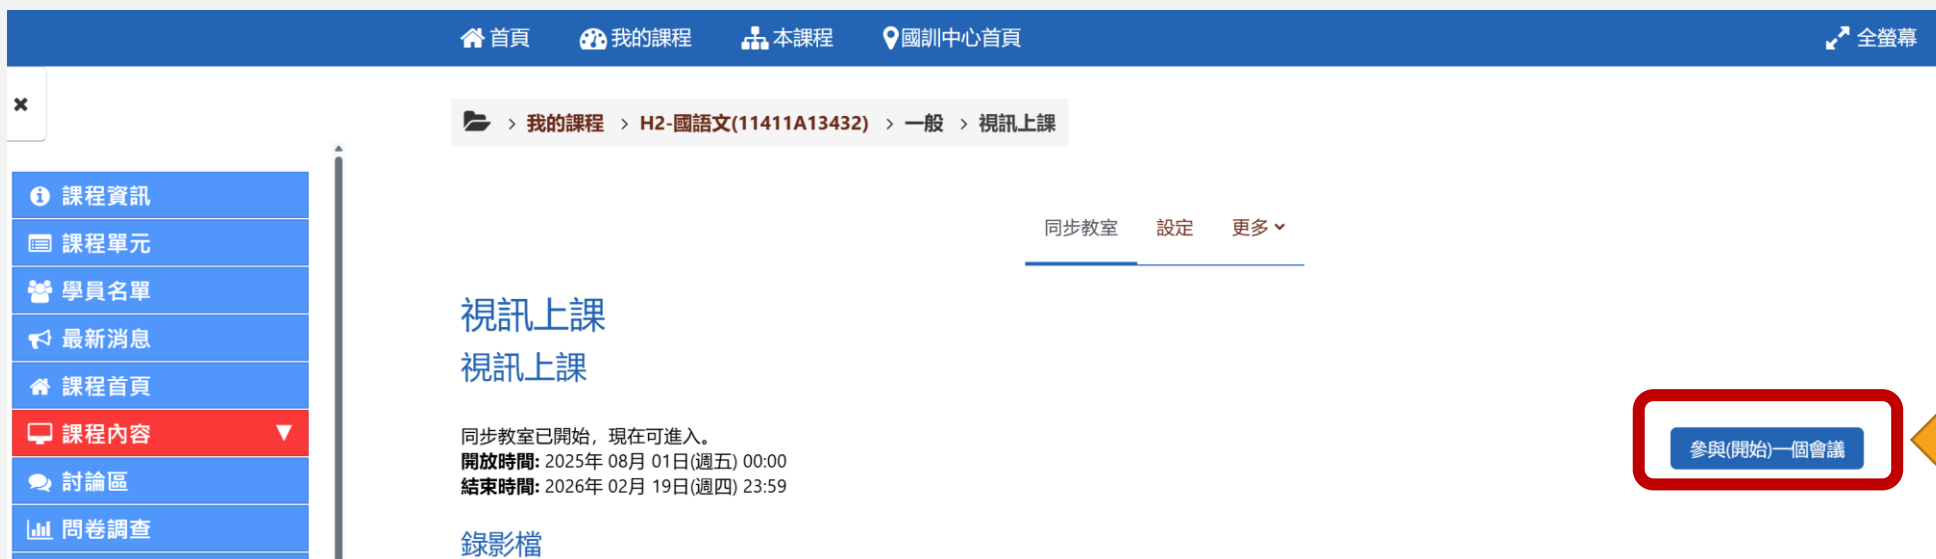 首頁 我的課程 本課程 國訓中心首頁 全螢幕
我的課程 > H2-國語文(11411A13432) > 一般 > 視訊上課
課程資訊
課程單元
學員名單
最新消息
課程首頁
課程內容
討論區
問卷調查
同步教室 設定 更多
視訊上課
視訊上課
同步教室已開始，現在可進入。
開放時間: 2025年 08月 01日(週五) 00:00
結束時間: 2026年 02月 19日(週四) 23:59
參與(開始)一個會議
錄影檔